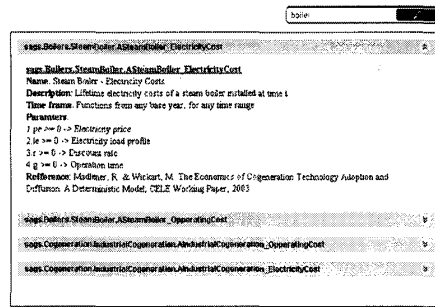 boiler
sags.Boilers.SteamBoiler.ASteamBoiler_ElectricityCost
sags.Boilers.SteamBoiler.ASteamBoiler_ElectricityCost
Name: Steam Boiler - Electricity Costs
Description: Lifetime electricity costs of a steam boiler installed at time t
Time frame: Functions from any base year, for any time range
Paramters:
1.pe >= 0 -> Electricity price
2.le >= 0 -> Electricity load profile
3.r >= 0 -> Discount rate
4.g >= 0 -> Operation time
Refference: Madlener, R. & Wickart, M. The Economics of Cogeneration Technology Adoption and
Diffusion: A Deterministic Model, CEPE Working Paper, 2003
sags.Boilers.SteamBoiler.ASteamBoiler_OpperatingCost
sags.Cogeneration.IndustrialCogeneration.AIndustrialCogeneration_OpperatingCost
sags.Cogeneration.IndustrialCogeneration.AIndustrialCogeneration_ElectricityCost